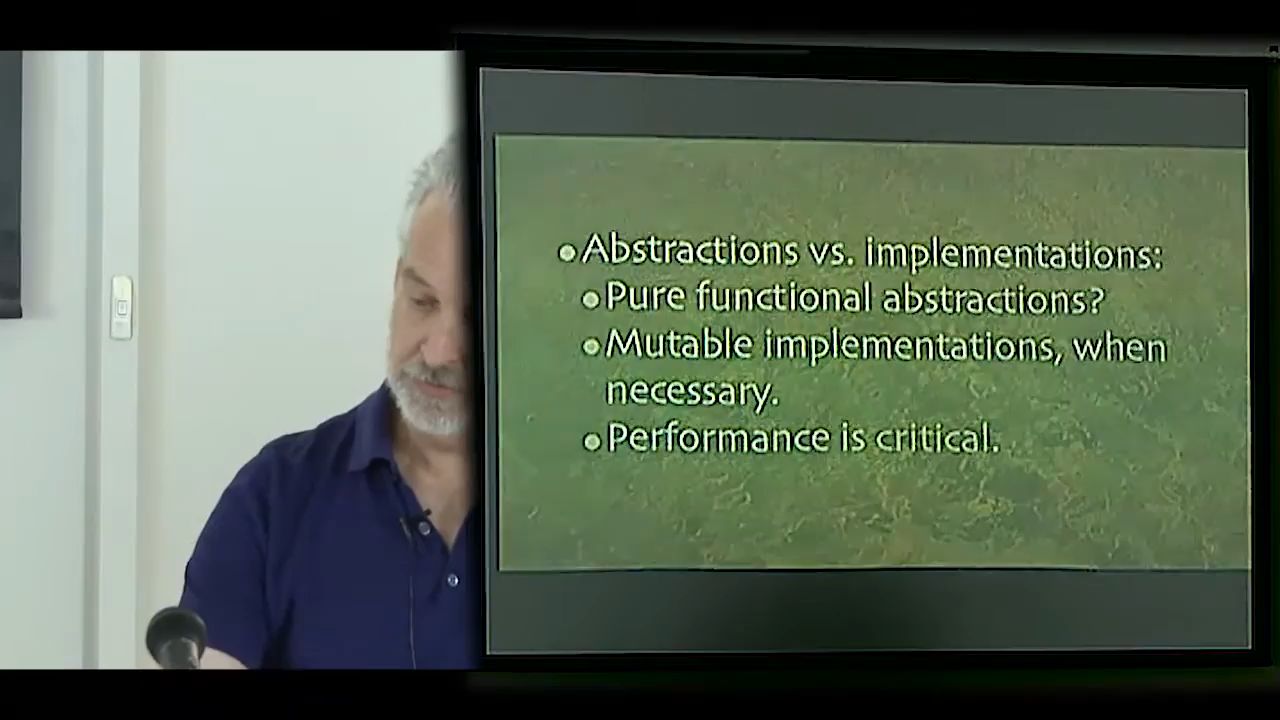 Abstractions vs. implementations:
Pure functional abstractions?
Mutable implementations, when
necessary.
Performance is critical.